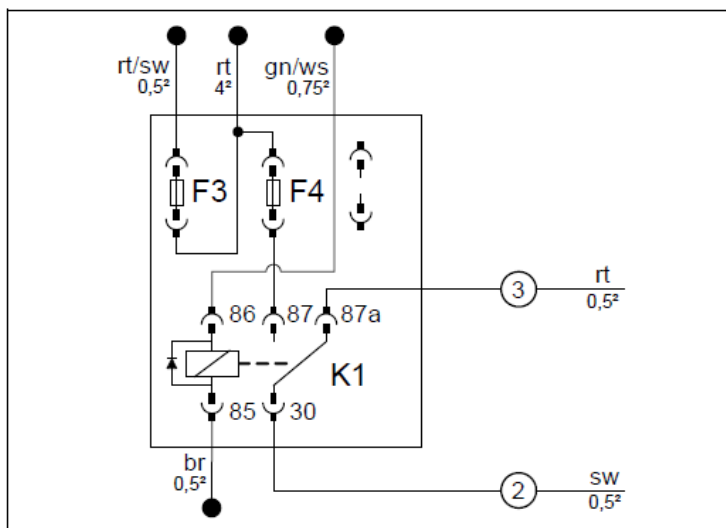 rt/sw
0,5²
rt
4²
gn/ws
0,75²
F3
F4
86
87
87a
3
rt
0,5²
K1
85
30
br
0,5²
2
sw
0,5²